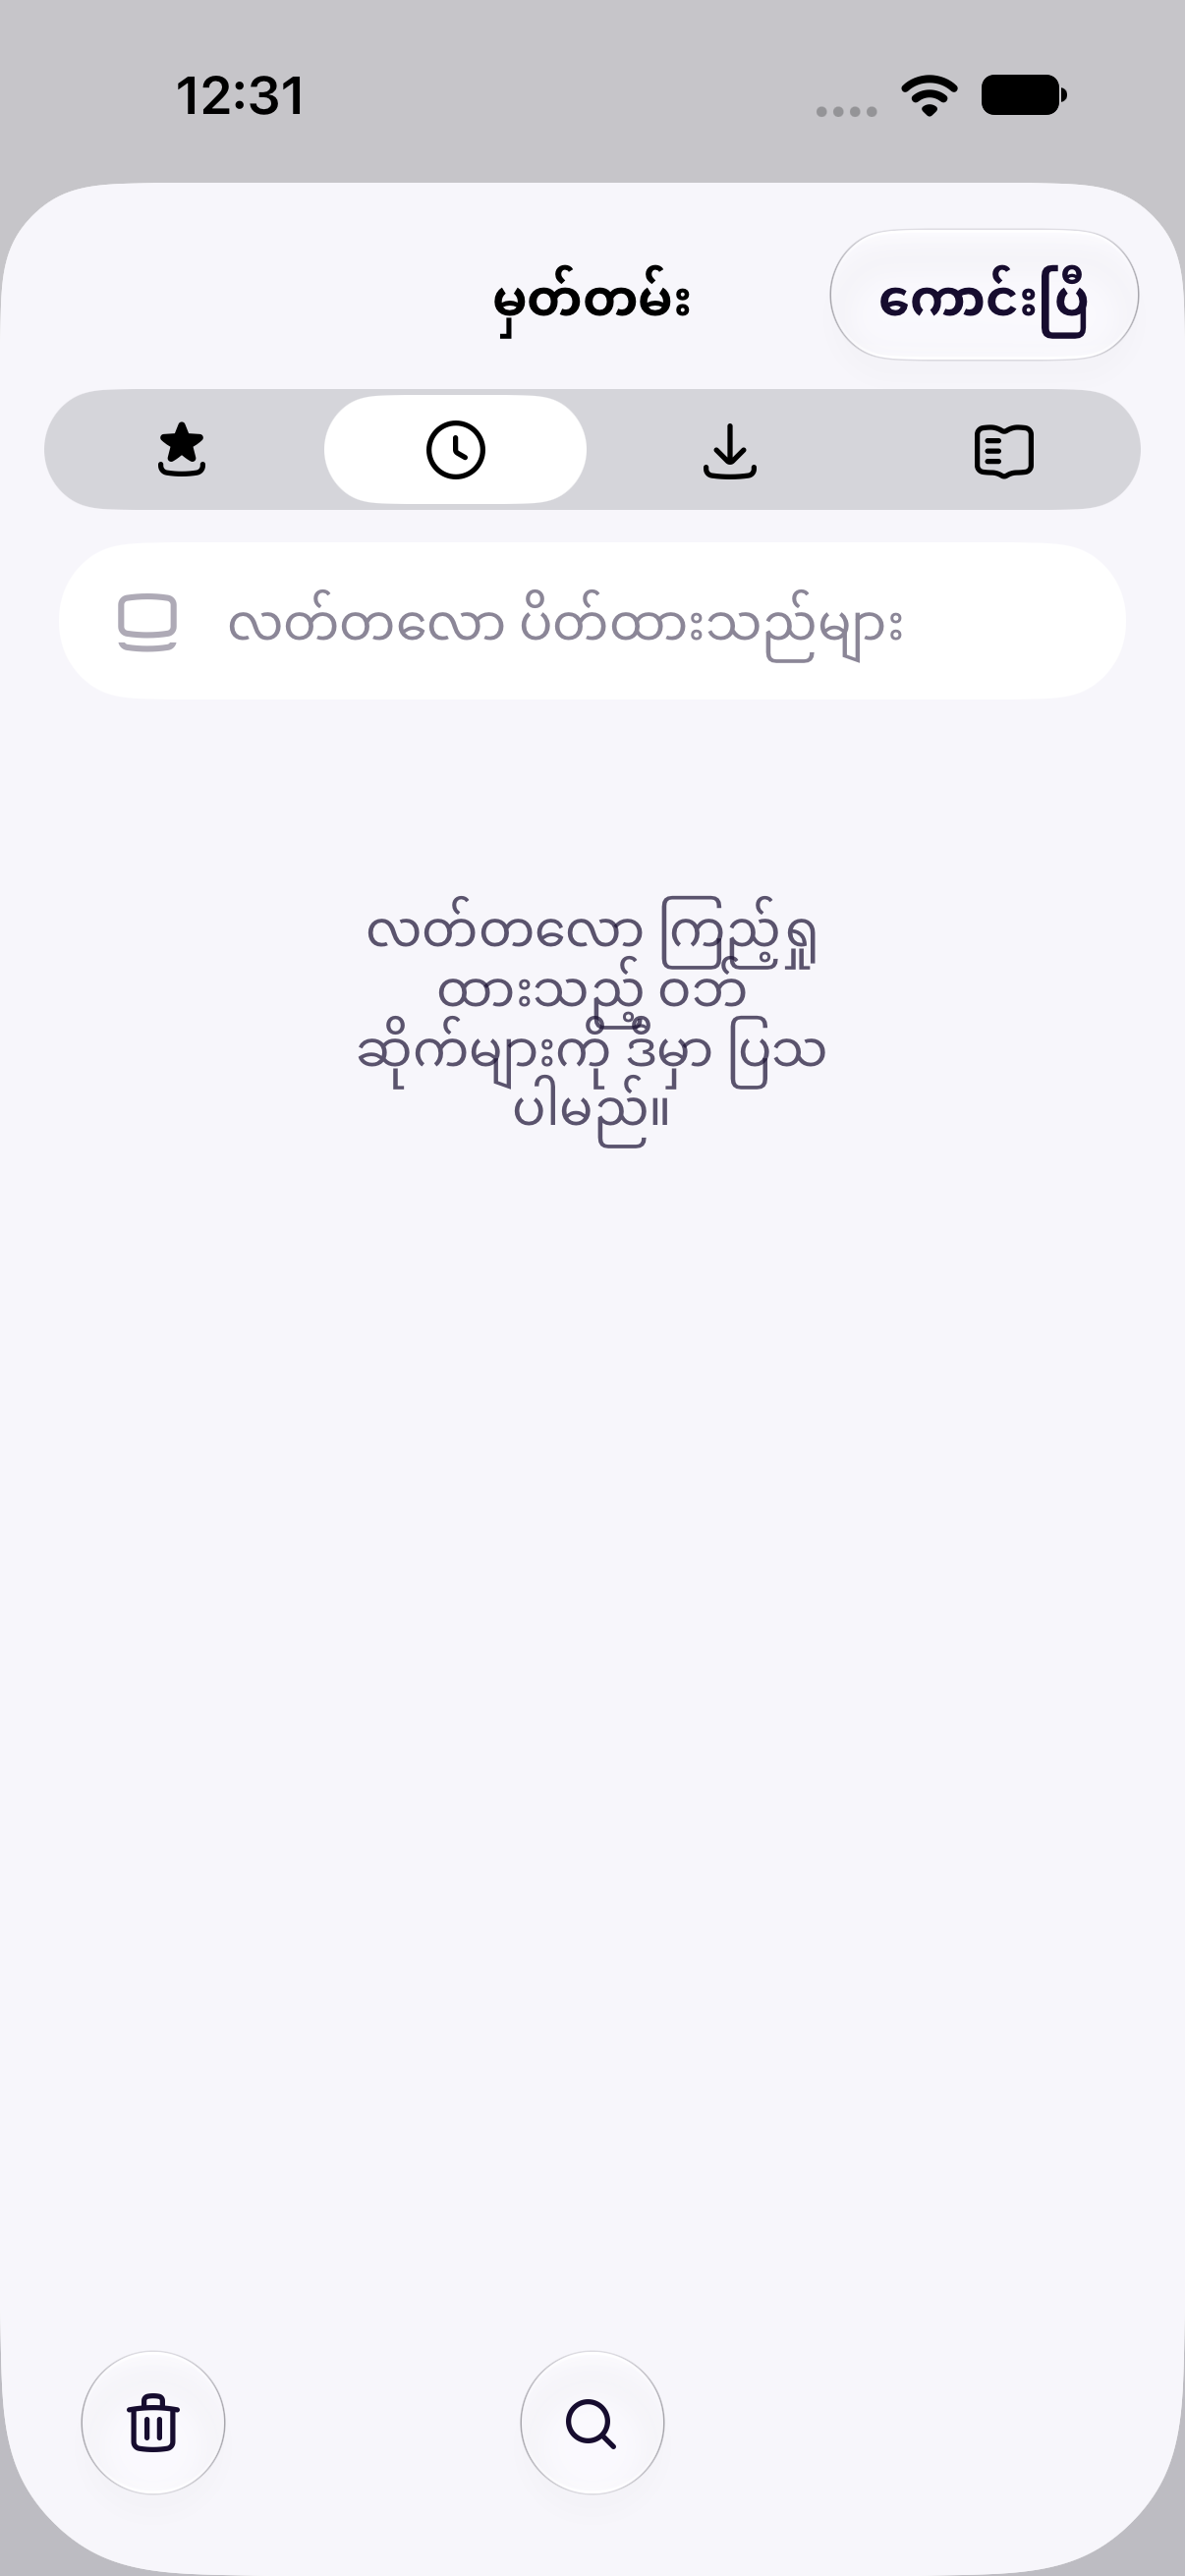 12:31
မှတ်တမ်း
ကောင်းပြီ
လတ်တလော ပိတ်ထားသည်များ
လတ်တလော ကြည့်ရှု
ထားသည့် ဝဘ်
ဆိုက်များကို ဒီမှာ ပြသ
ပါမည်။